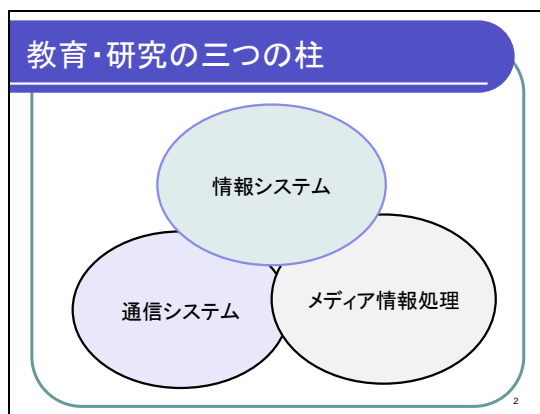 教育・研究の三つの柱
情報システム
通信システム
メディア情報処理
2